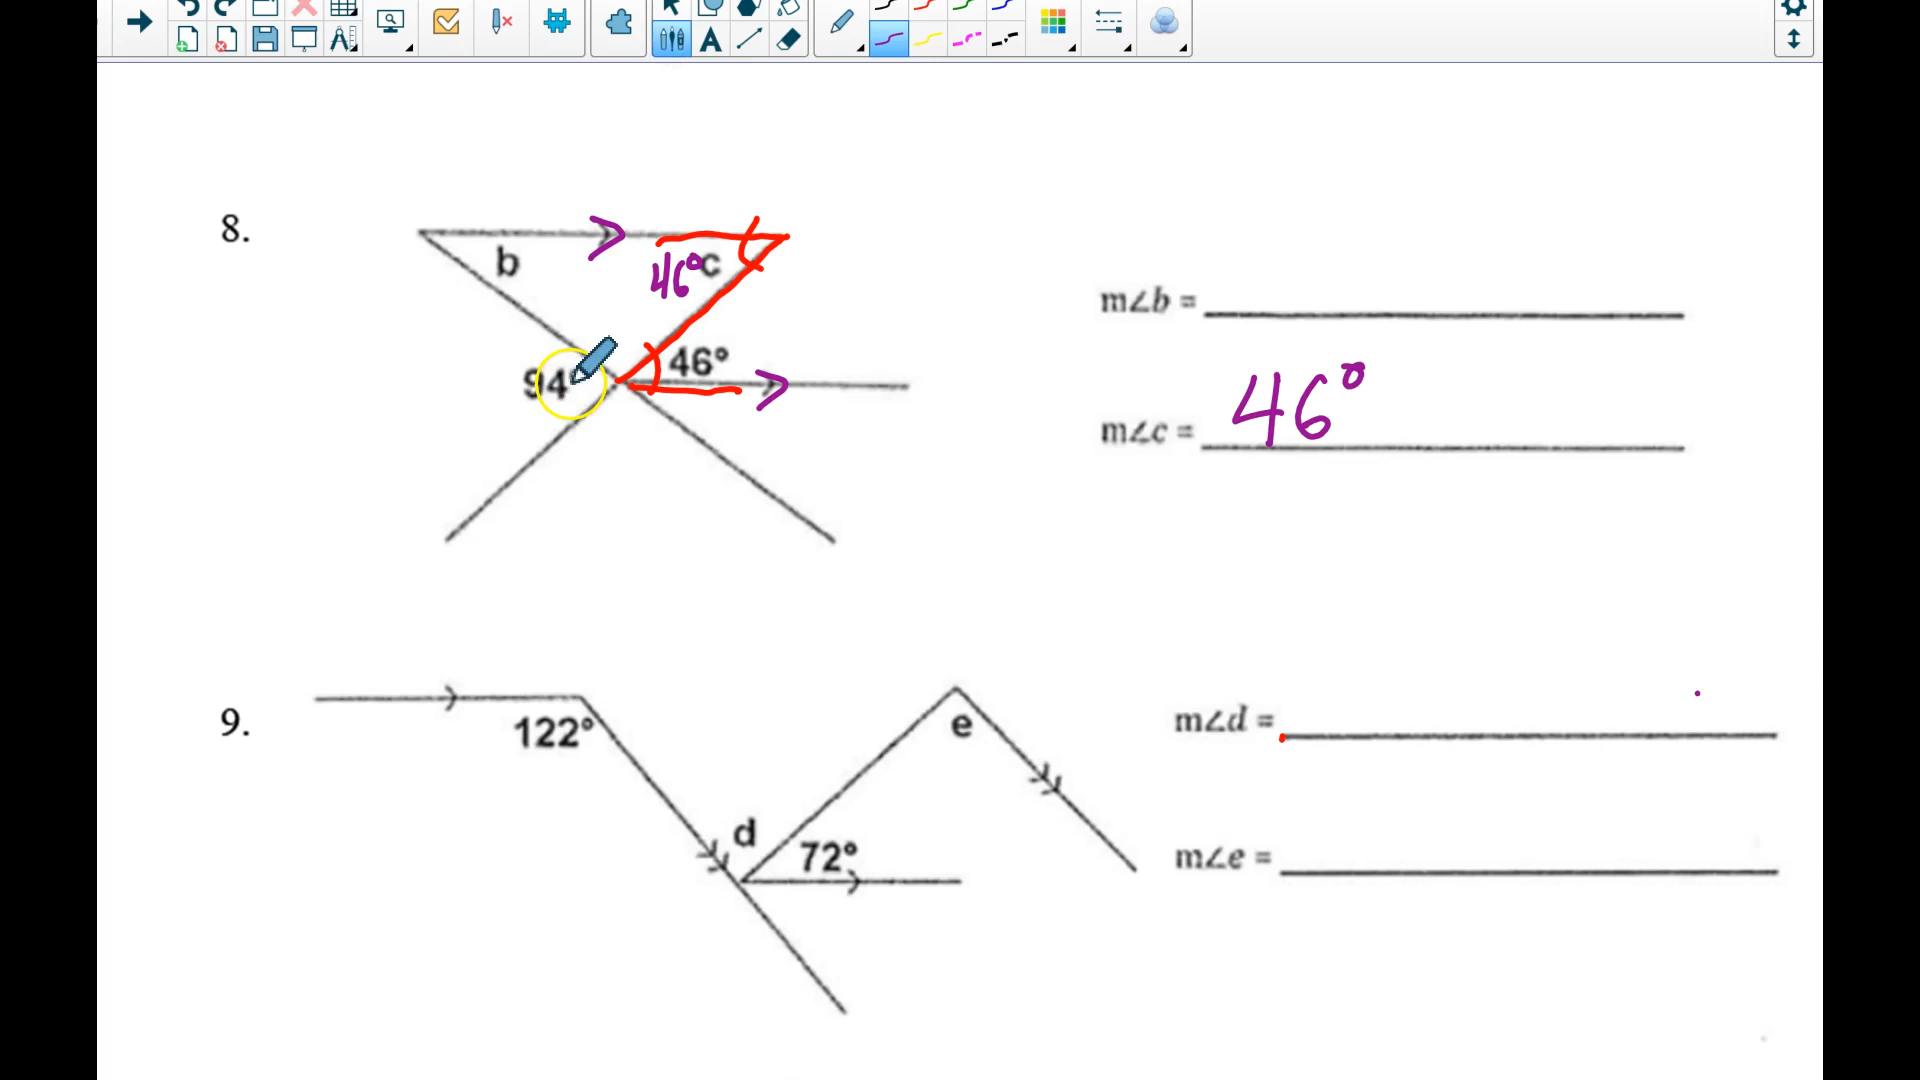 8.
b
46° c
46°
94°
m∠b =
m∠c = 46°
9.
122°
d
72°
e
m∠d =
m∠e =